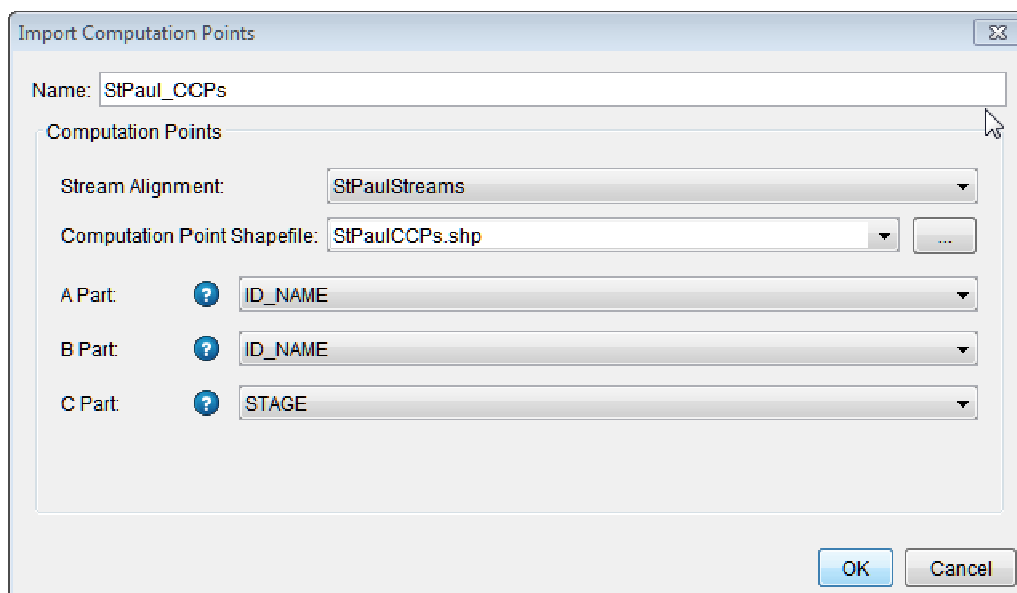 Import Computation Points
Name: StPaul_CCPs
Computation Points
Stream Alignment: StPaulStreams
Computation Point Shapefile: StPaulCCPs.shp ...
A Part: ? ID_NAME
B Part: ? ID_NAME
C Part: ? STAGE
OK Cancel